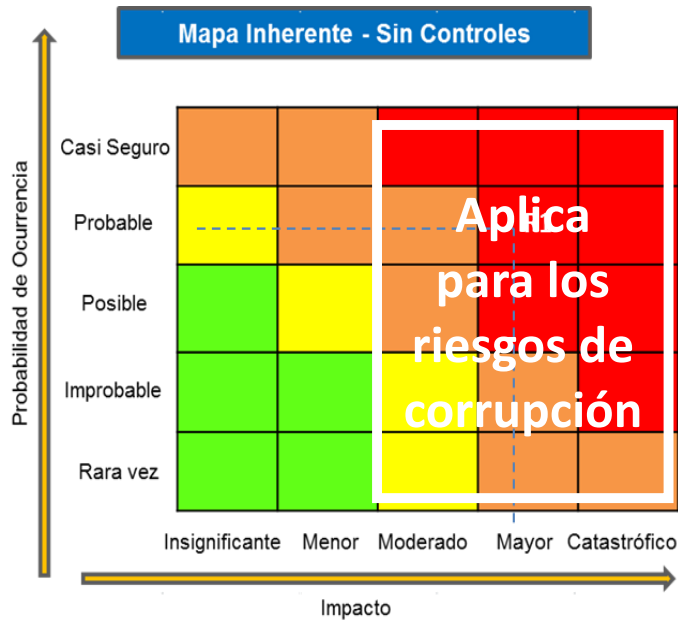 Mapa Inherente - Sin Controles
Probabilidad de Ocurrencia
Casi Seguro
Probable
Posible
Improbable
Rara vez
Aplica
para los
riesgos de
corrupción
Insignificante Menor Moderado Mayor Catastrófico
Impacto